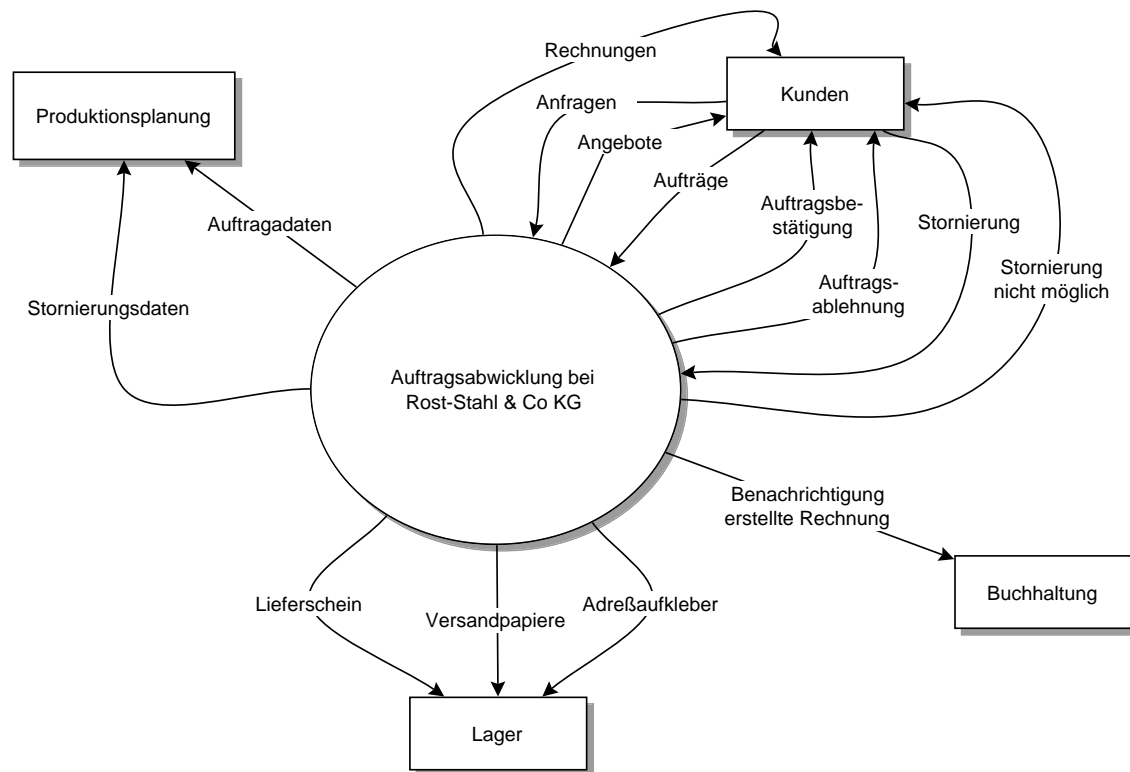 Rechnungen
Produktionsplanung
Kunden
Anfragen
Angebote
Aufträge
Auftragsbe-
stätigung
Stornierung
Auftragadaten
Stornierung
nicht möglich
Auftrags-
ablehnung
Stornierungsdaten
Auftragsabwicklung bei
Rost-Stahl & Co KG
Benachrichtigung
erstellte Rechnung
Buchhaltung
Lieferschein
Versandpapiere
Adreßaufkleber
Lager